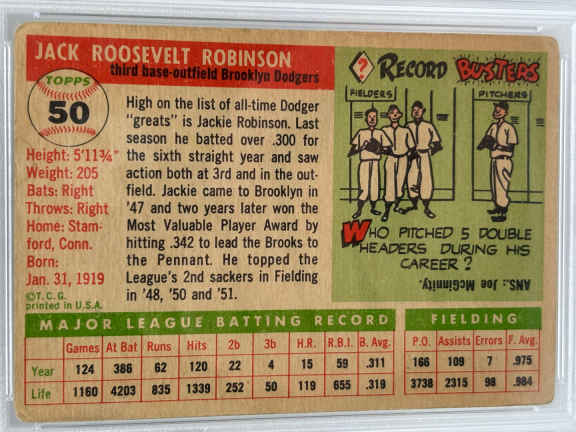 JACK ROOSEVELT ROBINSON
third base-outfield Brooklyn Dodgers
TOPPS
50
Height: 5'11¾"
Weight: 205
Bats: Right
Throws: Right
Home: Stam-
ford, Conn.
Born:
Jan. 31, 1919
©T.C.G.
printed in U.S.A.
High on the list of all-time Dodger
"greats" is Jackie Robinson. Last
season he batted over .300 for
the sixth straight year and saw
action both at 3rd and in the out-
field. Jackie came to Brooklyn in
'47 and two years later won the
Most Valuable Player Award by
hitting .342 to lead the Brooks to
the Pennant. He topped the
League's 2nd sackers in Fielding
in '48, '50 and '51.
? RECORD BUSTERS
FIELDERS
PITCHERS
WHO PITCHED 5 DOUBLE
HEADERS DURING HIS
CAREER?
ANS.: Joe McGinnity.
MAJOR LEAGUE BATTING RECORD FIELDING
Games At Bat Runs Hits 2b 3b H.R. R.B.I. B. Avg. P.O. Assists Errors F. Avg.
Year 124 386 62 120 22 4 15 59 .311 166 109 7 .975
Life 1160 4203 835 1339 252 50 119 655 .319 3738 2315 98 .984